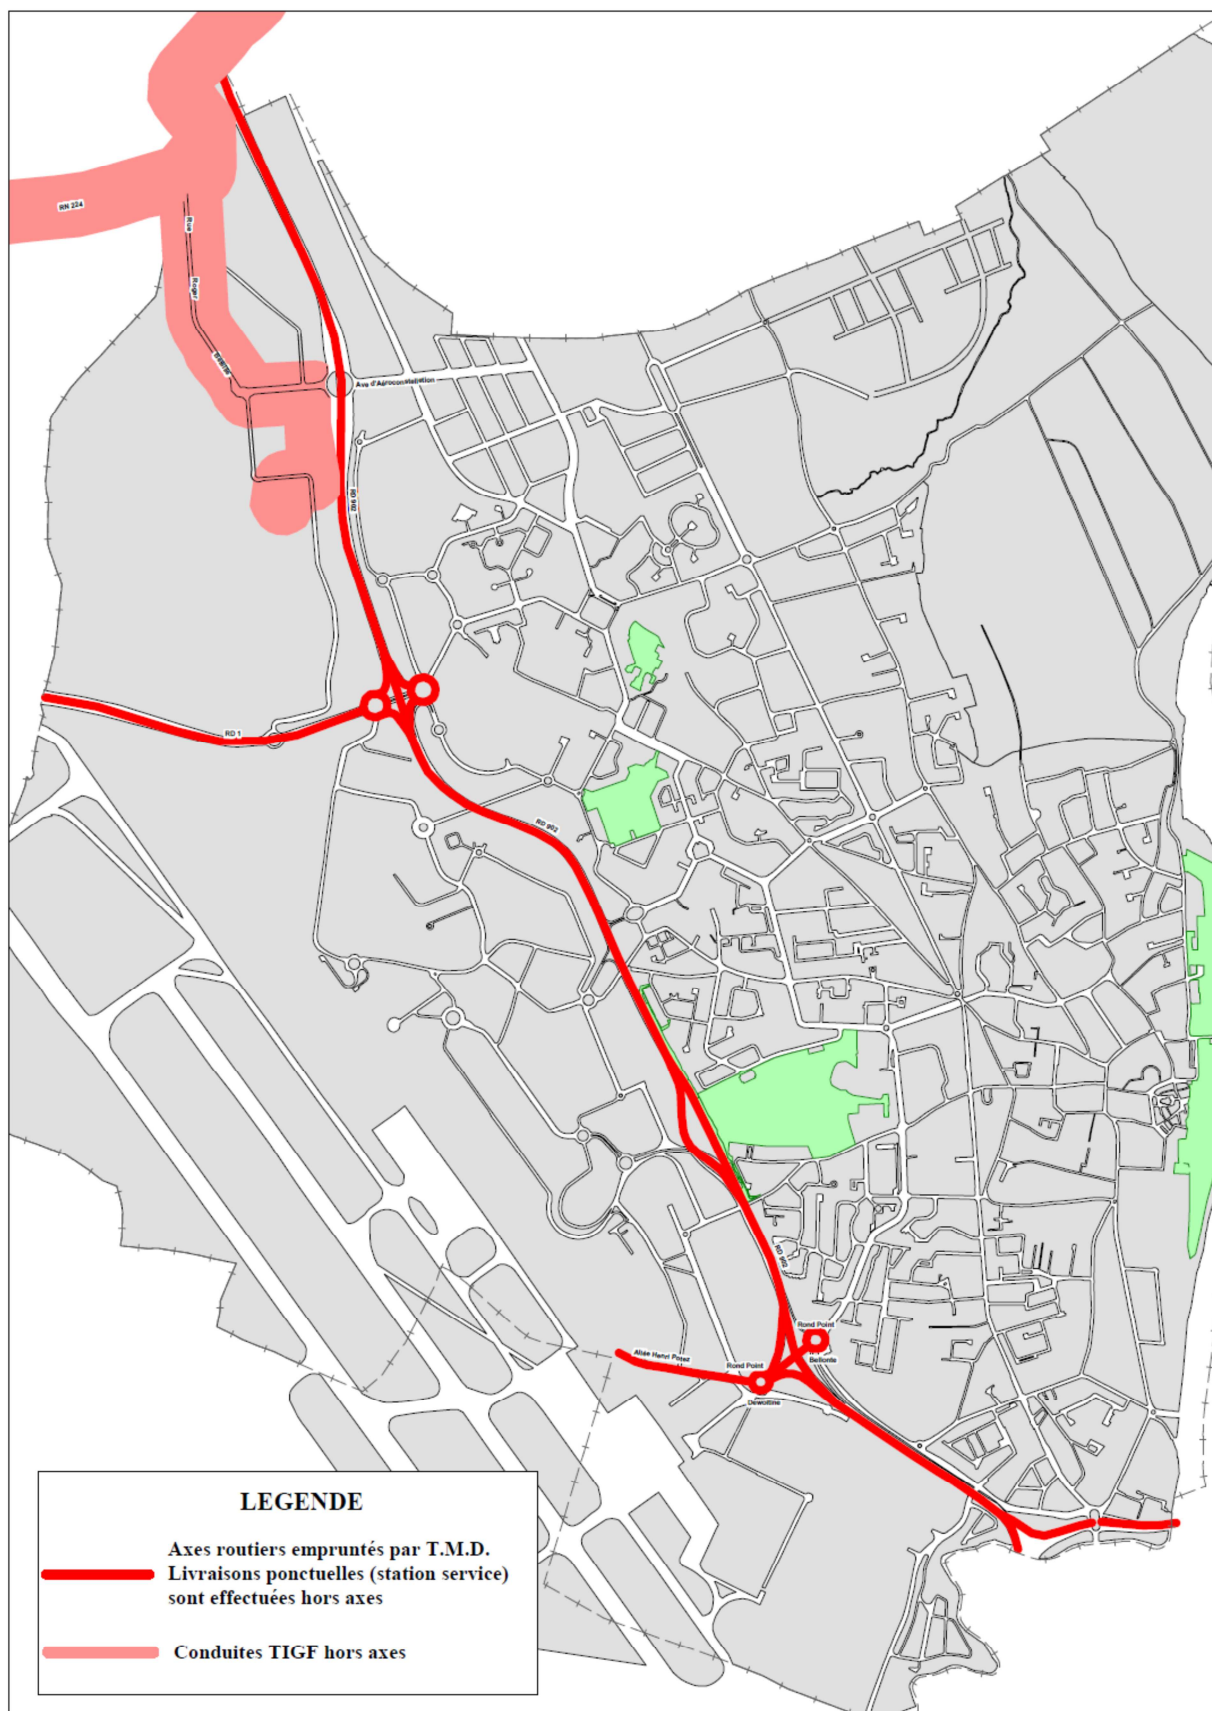 RN 224
Rue
Roger
Béteille
Ave d'Aéroconstellation
RD 902
RD 1
RD 902
RD 902
Rond Point
Bellonte
Allée Henri Potez
Rond Point
Dewoitine
LEGENDE
Axes routiers empruntés par T.M.D.
Livraisons ponctuelles (station service)
sont effectuées hors axes
Conduites TIGF hors axes